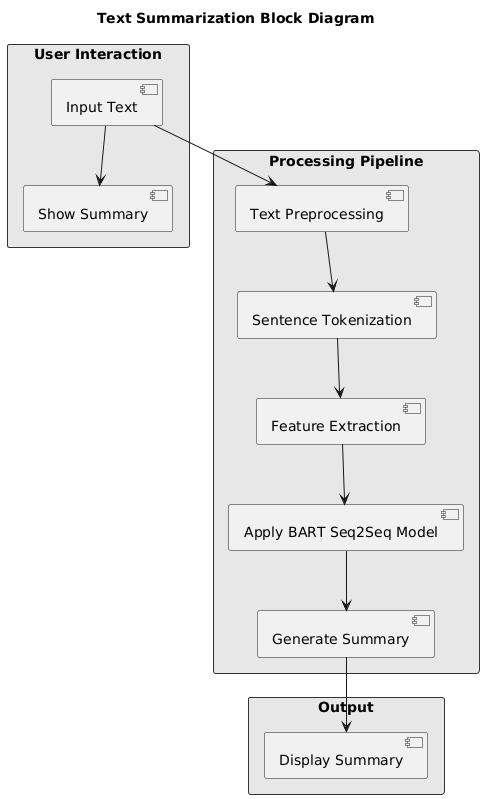 Text Summarization Block Diagram
User Interaction
Input Text
Show Summary
Processing Pipeline
Text Preprocessing
Sentence Tokenization
Feature Extraction
Apply BART Seq2Seq Model
Generate Summary
Output
Display Summary